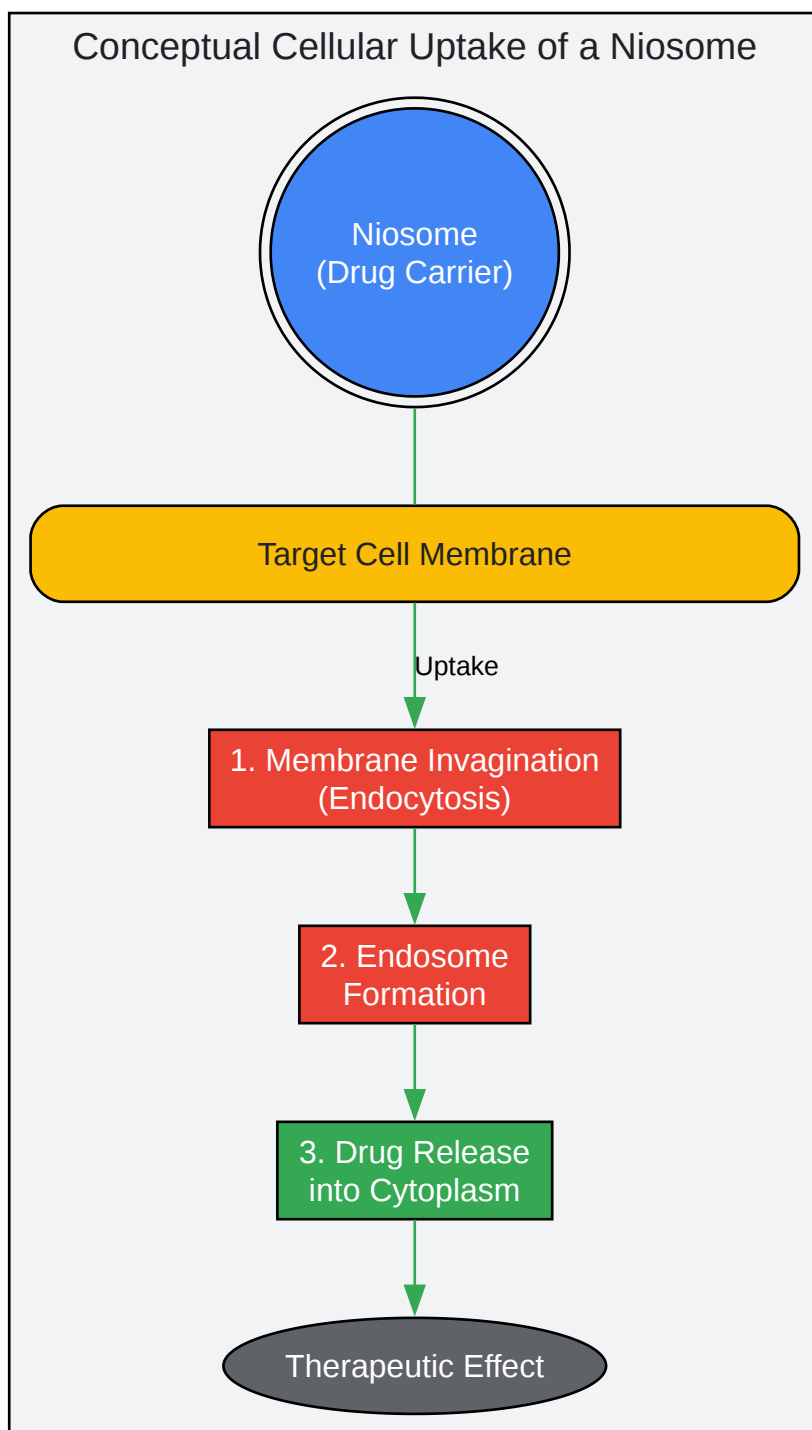 Conceptual Cellular Uptake of a Niosome
Niosome
(Drug Carrier)
Target Cell Membrane
Uptake
1. Membrane Invagination
(Endocytosis)
2. Endosome
Formation
3. Drug Release
into Cytoplasm
Therapeutic Effect